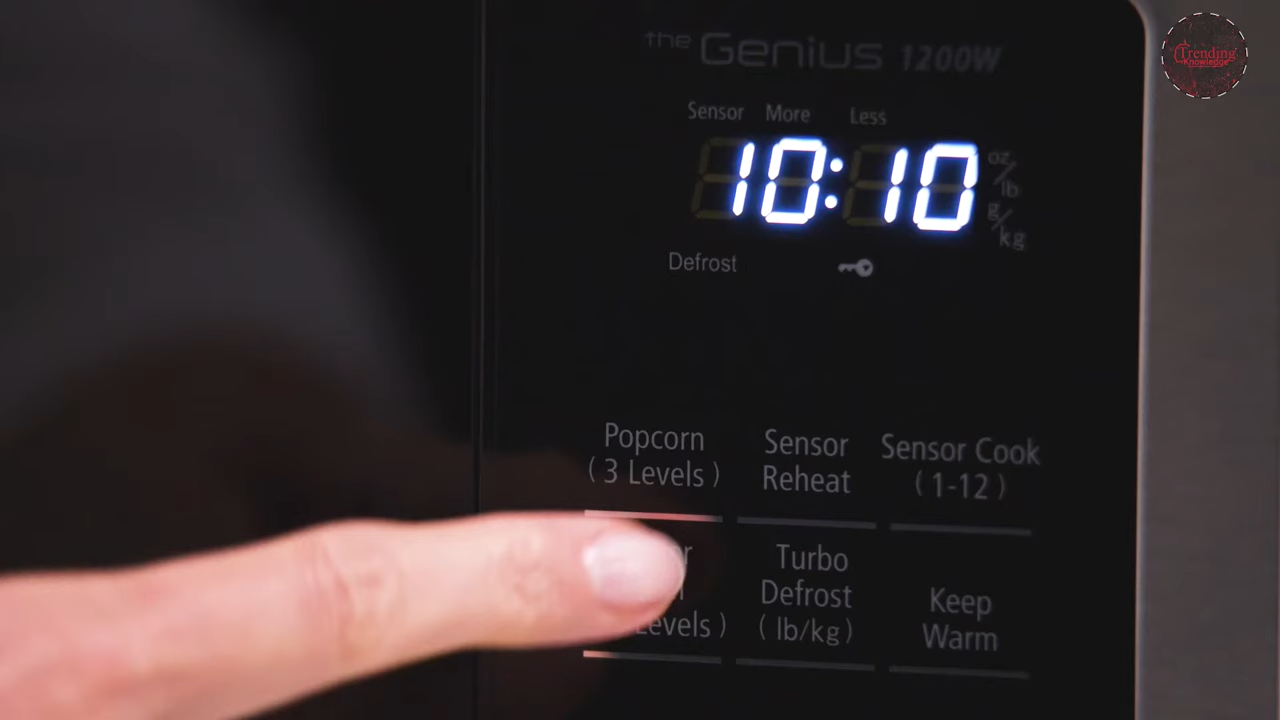 Trending
Knowledge
the Genius 1200W
Sensor More Less
10:10
oz/lb
g/kg
Defrost
Popcorn
( 3 Levels )
Sensor
Reheat
Sensor Cook
( 1-12 )
Levels )
Turbo
Defrost
( lb/kg )
Keep
Warm